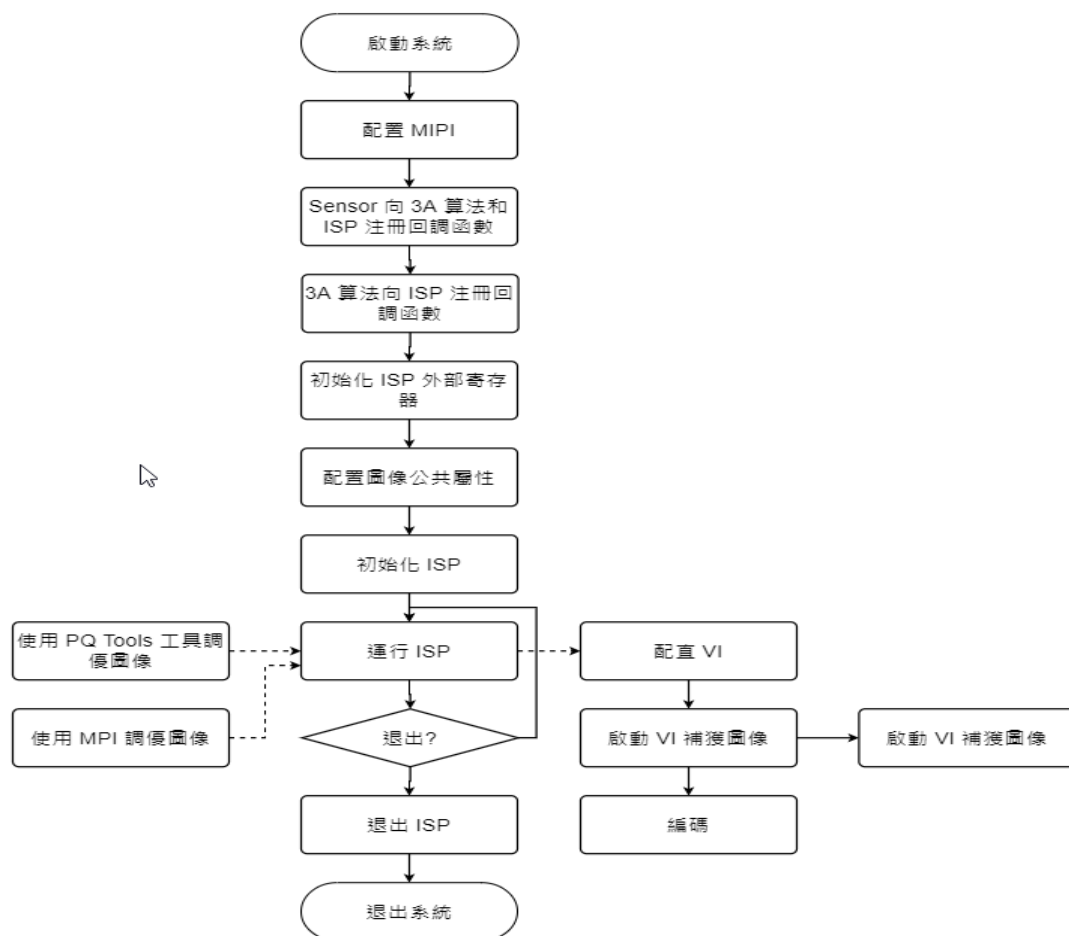 啟動系統
配置 MIPI
Sensor 向 3A 算法和
ISP 注冊回調函數
3A 算法向 ISP 注冊回
調函數
初始化 ISP 外部寄存
器
配置圖像公共屬性
初始化 ISP
使用 PQ Tools 工具調
優圖像
運行 ISP
配直 VI
使用 MPI 調優圖像
退出?
啟動 VI 補獲圖像
啟動 VI 補獲圖像
退出 ISP
編碼
退出系統